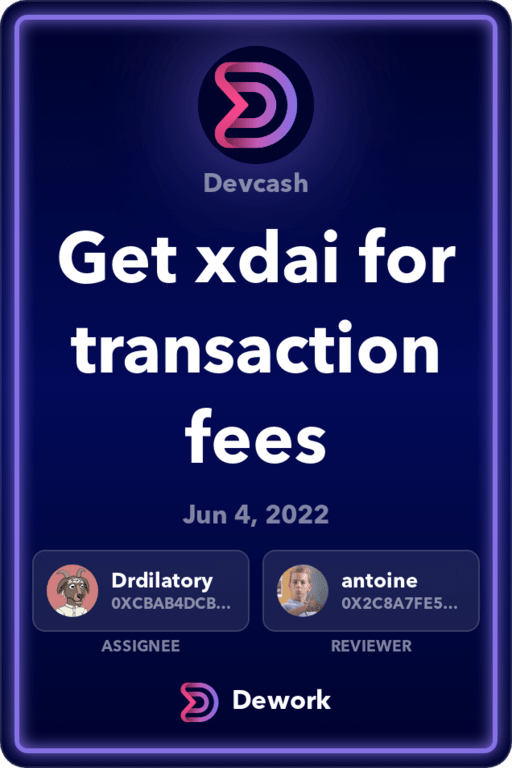 Devcash
Get xdai for
transaction
fees
Jun 4, 2022
Drdilatory
0XCBAB4DCB...
ASSIGNEE
antoine
0X2C8A7FE5...
REVIEWER
Dework